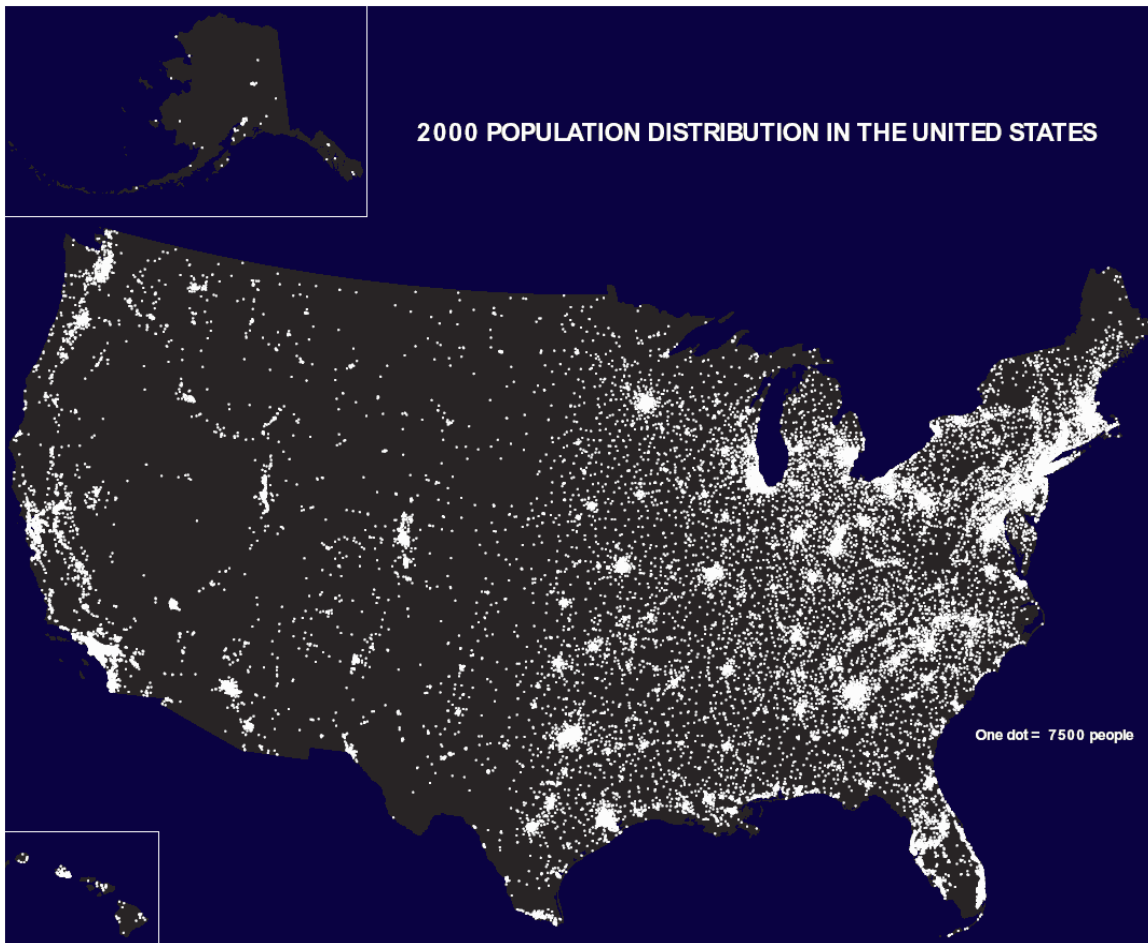 2000 POPULATION DISTRIBUTION IN THE UNITED STATES
One dot = 7500 people